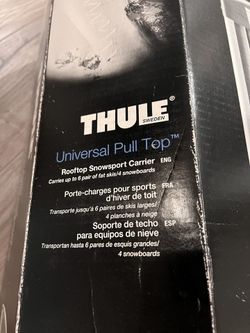 THULE®
SWEDEN
Universal Pull Top™
Rooftop Snowsport Carrier ENG
Carries up to 6 pair of fat skis/4 snowboards
Porte-charges pour sports FRA
d'hiver de toit
Transporte jusqu'à 6 paires de skis larges/
4 planches à neige
Soporte de techo ESP
para equipos de nieve
Transportan hasta 6 pares de esquís grandes/
4 snowboards